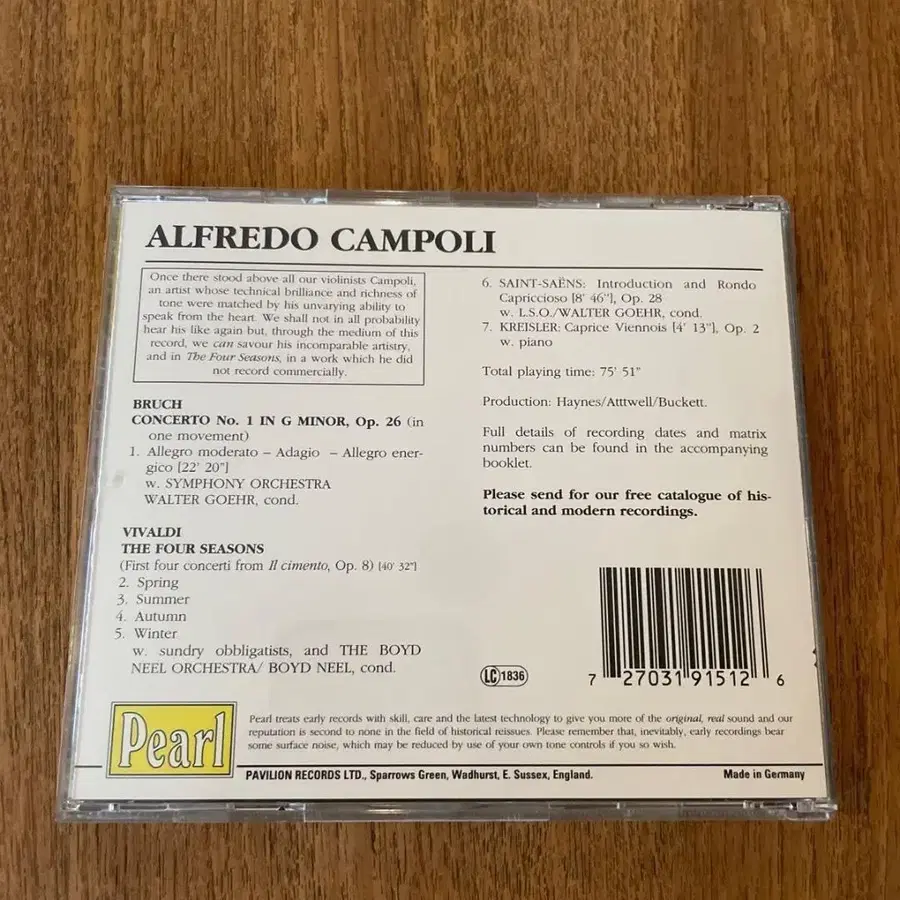 ALFREDO CAMPOLI
Once there stood above all our violinists Campoli,
an artist whose technical brilliance and richness of
tone were matched by his unvarying ability to
speak from the heart. We shall not in all probability
hear his like again but, through the medium of this
record, we can savour his incomparable artistry,
and in The Four Seasons, in a work which he did
not record commercially.
BRUCH
CONCERTO No. 1 IN G MINOR, Op. 26 (in
one movement)
1. Allegro moderato – Adagio – Allegro ener-
gico [22' 20"]
w. SYMPHONY ORCHESTRA
WALTER GOEHR, cond.
VIVALDI
THE FOUR SEASONS
(First four concerti from Il cimento, Op. 8) [40' 32"]
2. Spring
3. Summer
4. Autumn
5. Winter
w. sundry obbligatists, and THE BOYD
NEEL ORCHESTRA/ BOYD NEEL, cond.
6. SAINT-SAËNS: Introduction and Rondo
Capriccioso [8' 46"], Op. 28
w. L.S.O./WALTER GOEHR, cond.
7. KREISLER: Caprice Viennois [4' 13"], Op. 2
w. piano
Total playing time: 75' 51"
Production: Haynes/Atttwell/Buckett.
Full details of recording dates and matrix
numbers can be found in the accompanying
booklet.
Please send for our free catalogue of his-
torical and modern recordings.
LC 1836
7 27031 91512 6
Pearl
Pearl treats early records with skill, care and the latest technology to give you more of the original, real sound and our
reputation is second to none in the field of historical reissues. Please remember that, inevitably, early recordings bear
some surface noise, which may be reduced by use of your own tone controls if you so wish.
PAVILION RECORDS LTD., Sparrows Green, Wadhurst, E. Sussex, England.
Made in Germany